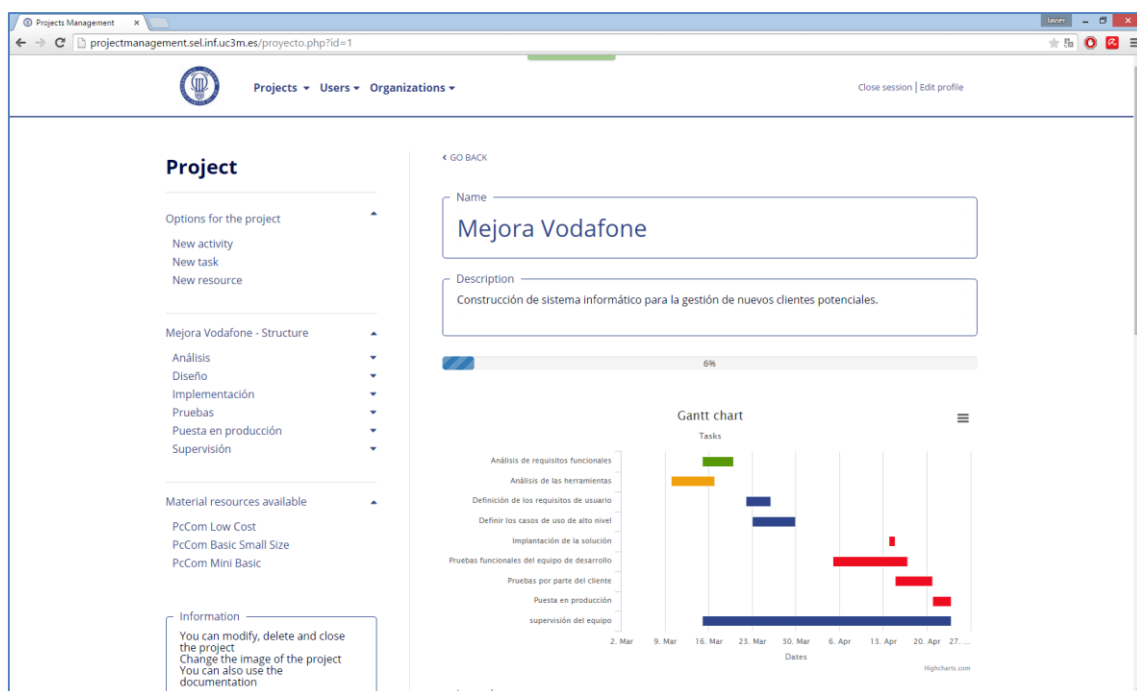 Projects Management
Javier
projectmanagement.sel.inf.uc3m.es/proyecto.php?id=1
Projects Users Organizations
Close session | Edit profile
Project
Options for the project
New activity
New task
New resource
Mejora Vodafone - Structure
Análisis
Diseño
Implementación
Pruebas
Puesta en producción
Supervisión
Material resources available
PcCom Low Cost
PcCom Basic Small Size
PcCom Mini Basic
Information
You can modify, delete and close
the project
Change the image of the project
You can also use the
documentation
GO BACK
Name
Mejora Vodafone
Description
Construcción de sistema informático para la gestión de nuevos clientes potenciales.
6%
Gantt chart
Tasks
Análisis de requisitos funcionales
Análisis de las herramientas
Definición de los requisitos de usuario
Definir los casos de uso de alto nivel
Implantación de la solución
Pruebas funcionales del equipo de desarrollo
Pruebas por parte del cliente
Puesta en producción
supervisión del equipo
2. Mar 9. Mar 16. Mar 23. Mar 30. Mar 6. Apr 13. Apr 20. Apr 27. ...
Dates
Highcharts.com